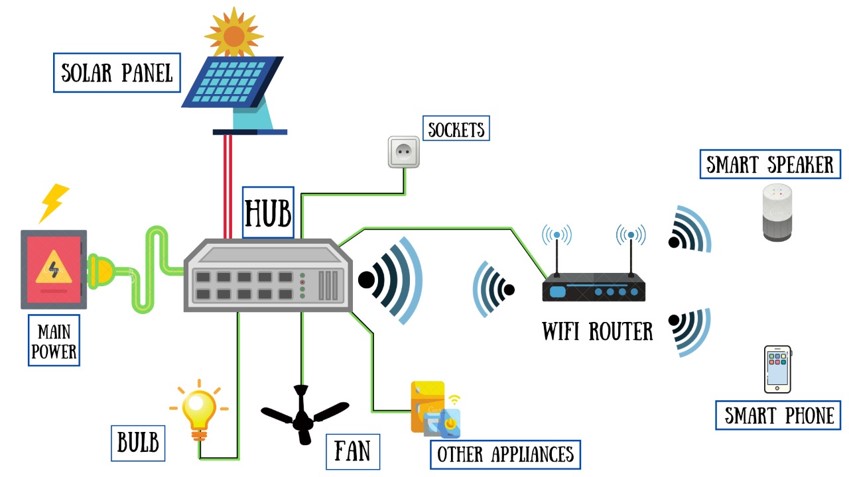 SOLAR PANEL
SOCKETS
SMART SPEAKER
HUB
MAIN
POWER
WIFI ROUTER
SMART PHONE
BULB
FAN
OTHER APPLIANCES